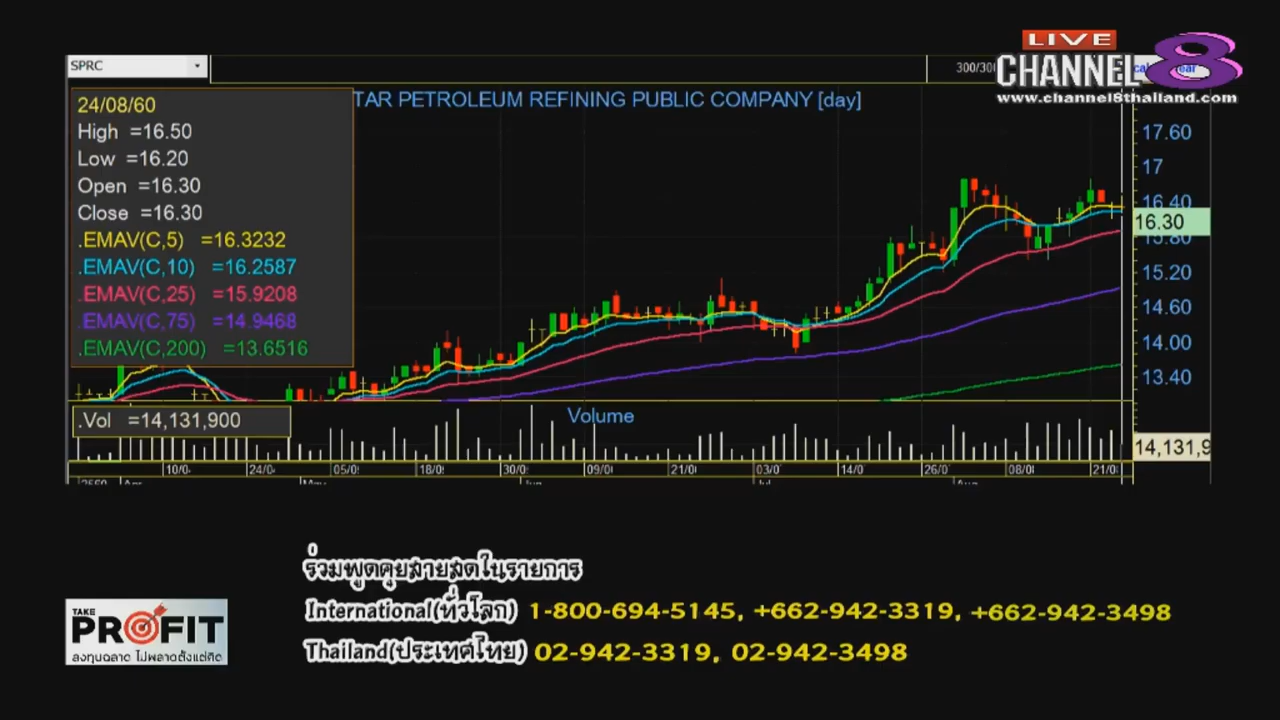 LIVE
CHANNEL 8
www.channel8thailand.com
SPRC
300/300
TAR PETROLEUM REFINING PUBLIC COMPANY [day]
24/08/60
High =16.50
Low =16.20
Open =16.30
Close =16.30
.EMAV(C,5) =16.3232
.EMAV(C,10) =16.2587
.EMAV(C,25) =15.9208
.EMAV(C,75) =14.9468
.EMAV(C,200) =13.6516
17.60
17
16.40
16.30
15.80
15.20
14.60
14.00
13.40
.Vol =14,131,900
Volume
14,131,9
10/0 24/0 05/0 18/0 30/0 09/0 21/0 03/0 14/0 26/0 08/0 21/0
2560 Apr May Jun Jul Aug
ร่วมพูดคุยสายสดในรายการ
International(ทั่วโลก) 1-800-694-5145, +662-942-3319, +662-942-3498
Thailand(ประเทศไทย) 02-942-3319, 02-942-3498
TAKE
PROFIT
ลงทุนฉลาด ไม่พลาดตั้งแต่คิด